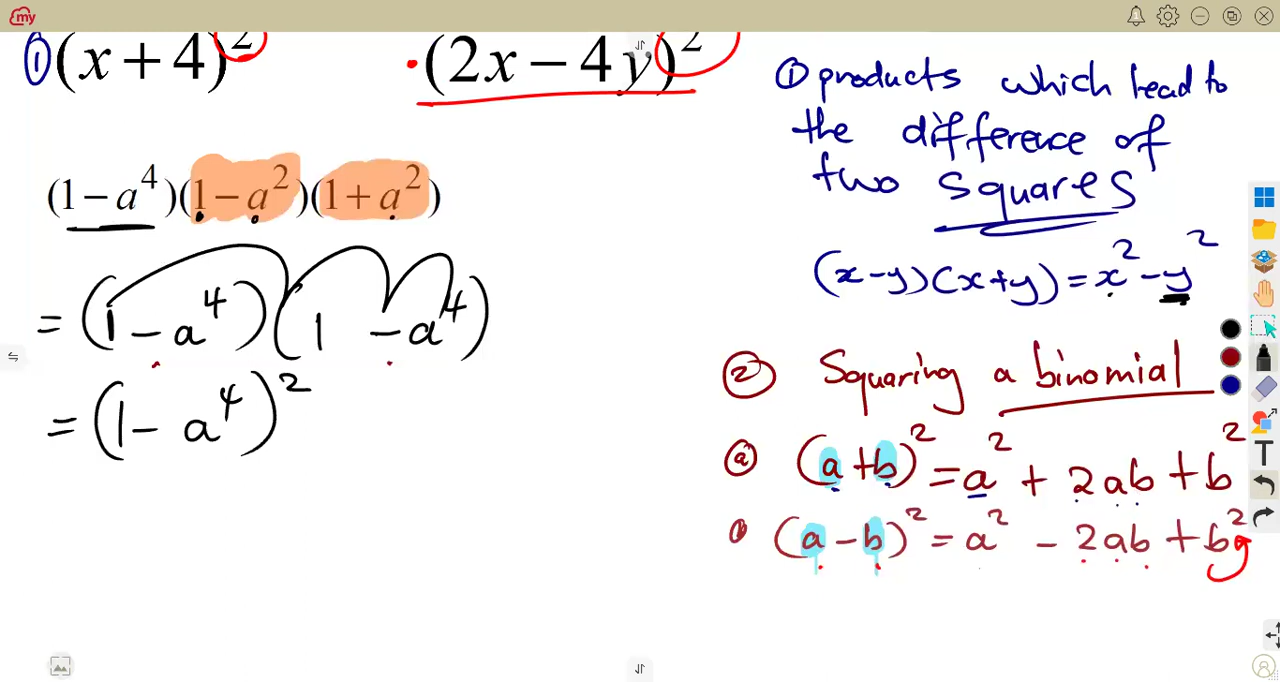 my
① (x + 4)²
• (2x − 4y)²
(1 − a⁴)(1 − a²)(1 + a²)
= (1 − a⁴)(1 − a⁴)
= (1 − a⁴)²
① products which lead to
the difference of
two squares
(x−y)(x+y) = x² − y²
② Squaring a binomial
ⓐ (a+b)² = a² + 2ab + b²
(a − b)² = a² − 2ab + b²
T